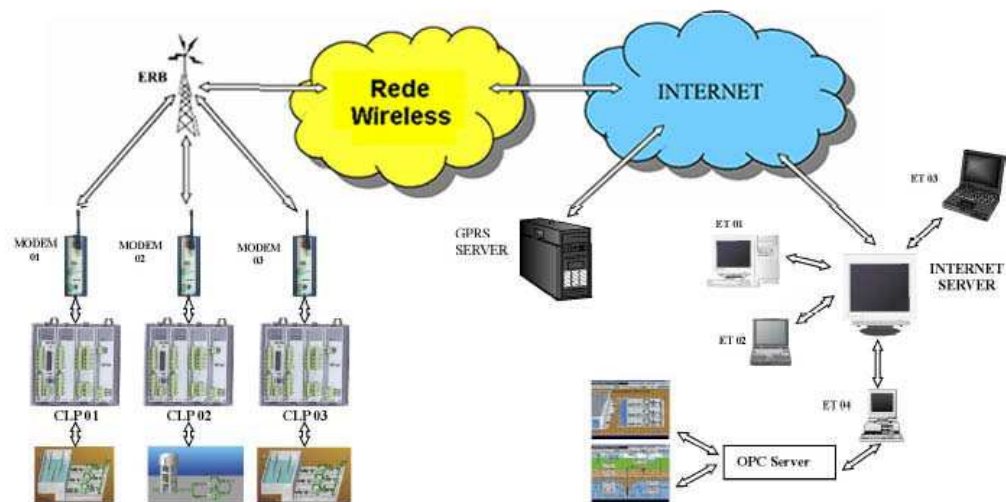 ERB
Rede
Wireless
INTERNET
MODEM
01
MODEM
02
MODEM
03
GPRS
SERVER
ET 01
ET 03
INTERNET
SERVER
ET 02
CLP 01
CLP 02
CLP 03
ET 04
OPC Server